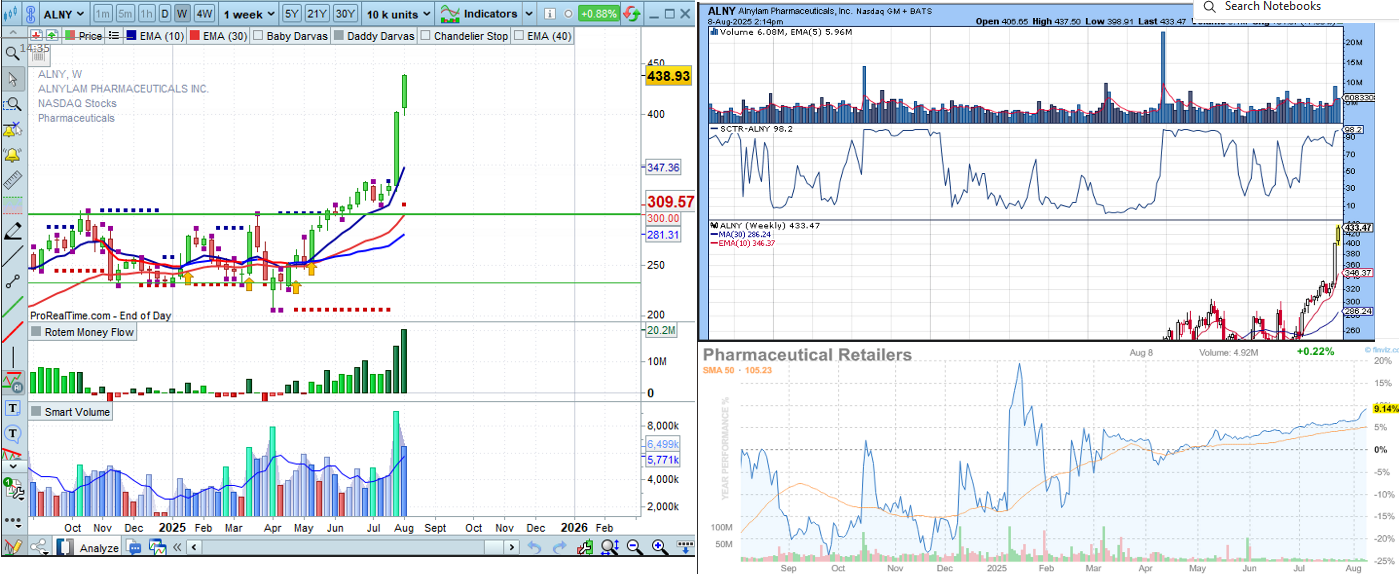 ALNY 1m 5m 1h D W 4W 1 week 5Y 21Y 30Y 10 k units Indicators +0.88%
Price EMA (10) EMA (30) Baby Darvas Daddy Darvas Chandelier Stop EMA (40)
14:35
ALNY, W
ALNYLAM PHARMACEUTICALS INC.
NASDAQ Stocks
Pharmaceuticals
450
438.93
400
347.36
309.57
300.00
281.31
250
200
ProRealTime.com - End of Day
Rotem Money Flow
20.2M
10M
0
Smart Volume
8,000k
6,499k
5,771k
4,000k
2,000k
Oct Nov Dec 2025 Feb Mar Apr May Jun Jul Aug Sept Oct Nov Dec 2026 Feb
Analyze
Search Notebooks
ALNY Alnylam Pharmaceuticals, Inc. Nasdaq GM + BATS
8-Aug-2025 2:14pm
Open 406.65 High 437.50 Low 398.91 Last 433.47
Volume 6.08M, EMA(5) 5.96M
20M
15M
10M
SCTR-ALNY 98.2
98.2
90
70
50
30
10
ALNY (Weekly) 433.47
MA(30) 286.24
EMA(10) 346.37
433.47
420
400
380
360
346.37
320
300
286.24
260
Pharmaceutical Retailers
Aug 8 Volume: 4.92M +0.22% © finviz
SMA 50 · 105.23
YEAR PERFORMANCE %
20%
15%
9.14%
5%
0%
-5%
-10%
-15%
-20%
-25%
100M
50M
Sep Oct Nov Dec 2025 Feb Mar Apr May Jun Jul Aug